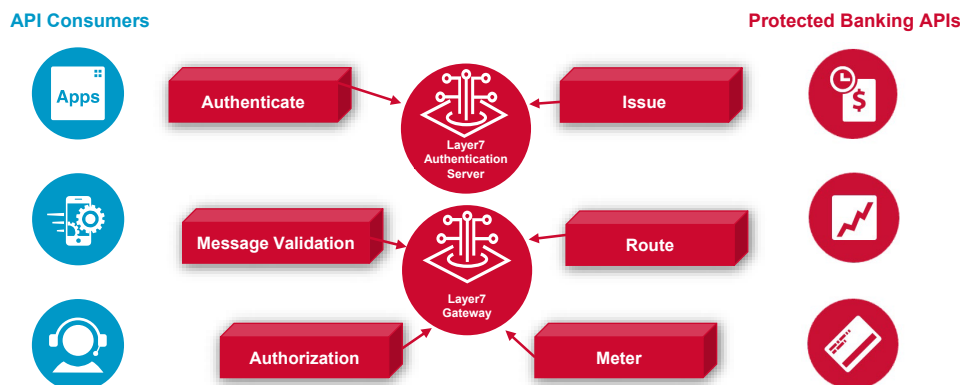 API Consumers
Protected Banking APIs
Apps
Authenticate
Layer7
Authentication
Server
Issue
$
Message Validation
Layer7
Gateway
Route
Authorization
Meter